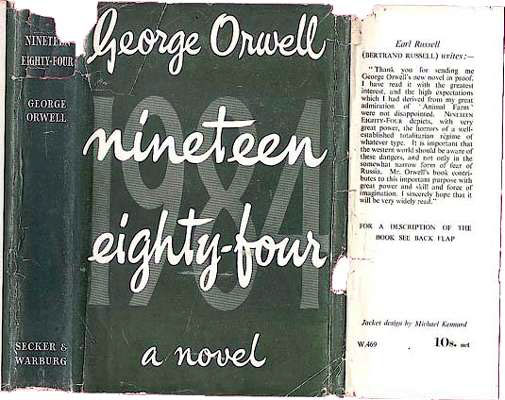 NINETEEN
EIGHTY-FOUR
GEORGE
ORWELL
SECKER &
WARBURG
George Orwell
1984
nineteen
eighty-four
a novel
Earl Russell
(BERTRAND RUSSELL) writes:—
"Thank you for sending me
George Orwell's new novel in proof.
I have read it with the greatest
interest, and the high expectations
which I had derived from my great
admiration of 'Animal Farm'
were not disappointed. NINETEEN
EIGHTY-FOUR depicts, with very
great power, the horrors of a well-
established totalitarian régime of
whatever type. It is important that
the western world should be aware of
these dangers, and not only in the
somewhat narrow form of fear of
Russia. Mr. Orwell's book contri-
butes to this important purpose with
great power and skill and force of
imagination. I sincerely hope that it
will be very widely read."
FOR A DESCRIPTION OF THE
BOOK SEE BACK FLAP
Jacket design by Michael Kennard
W.469 10s. net